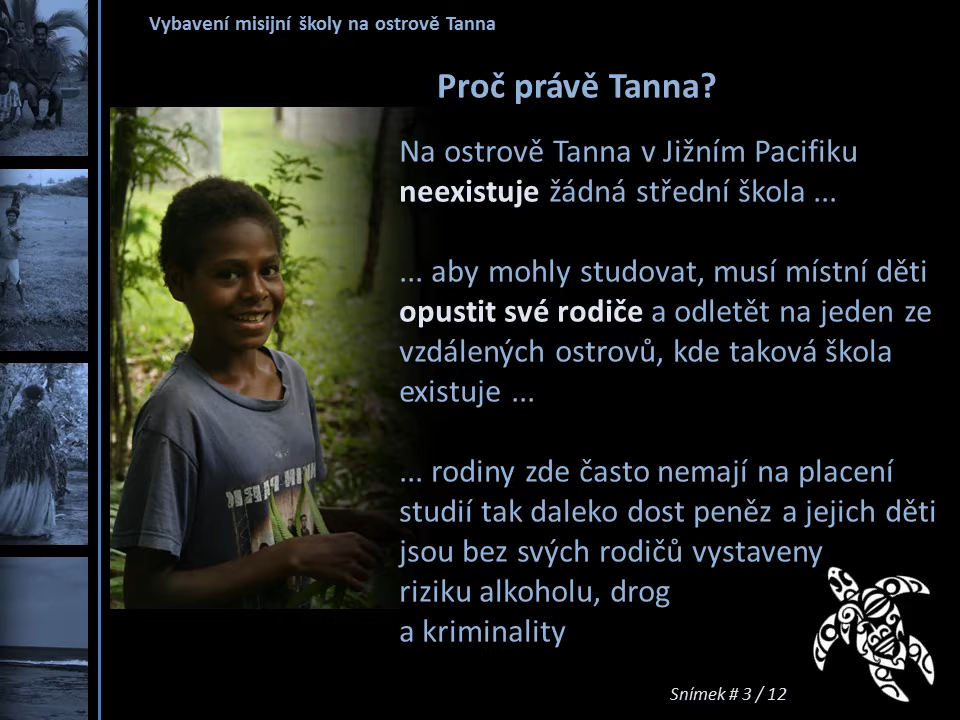 Vybavení misijní školy na ostrově Tanna
Proč právě Tanna?
Na ostrově Tanna v Jižním Pacifiku
neexistuje žádná střední škola ...
... aby mohly studovat, musí místní děti
opustit své rodiče a odletět na jeden ze
vzdálených ostrovů, kde taková škola
existuje ...
... rodiny zde často nemají na placení
studií tak daleko dost peněz a jejich děti
jsou bez svých rodičů vystaveny
riziku alkoholu, drog
a kriminality
Snímek # 3 / 12